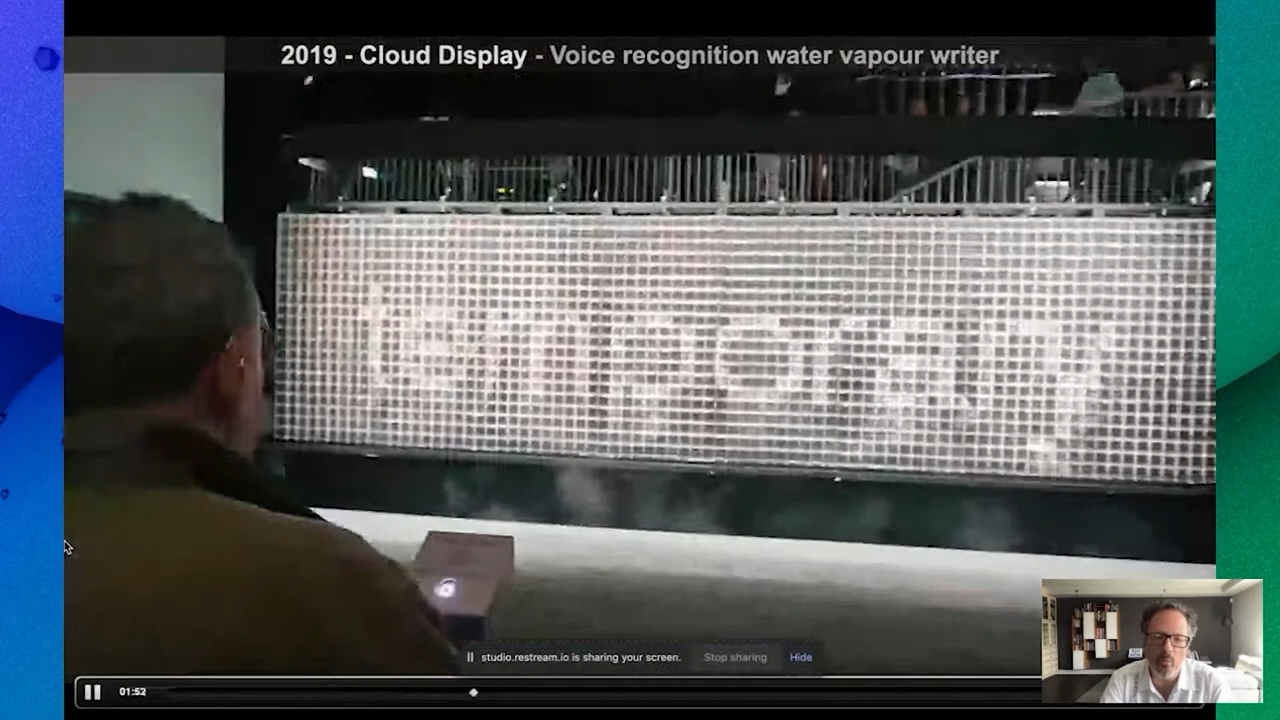 2019 - Cloud Display - Voice recognition water vapour writer
temporary
studio.restream.io is sharing your screen. Stop sharing Hide
01:52